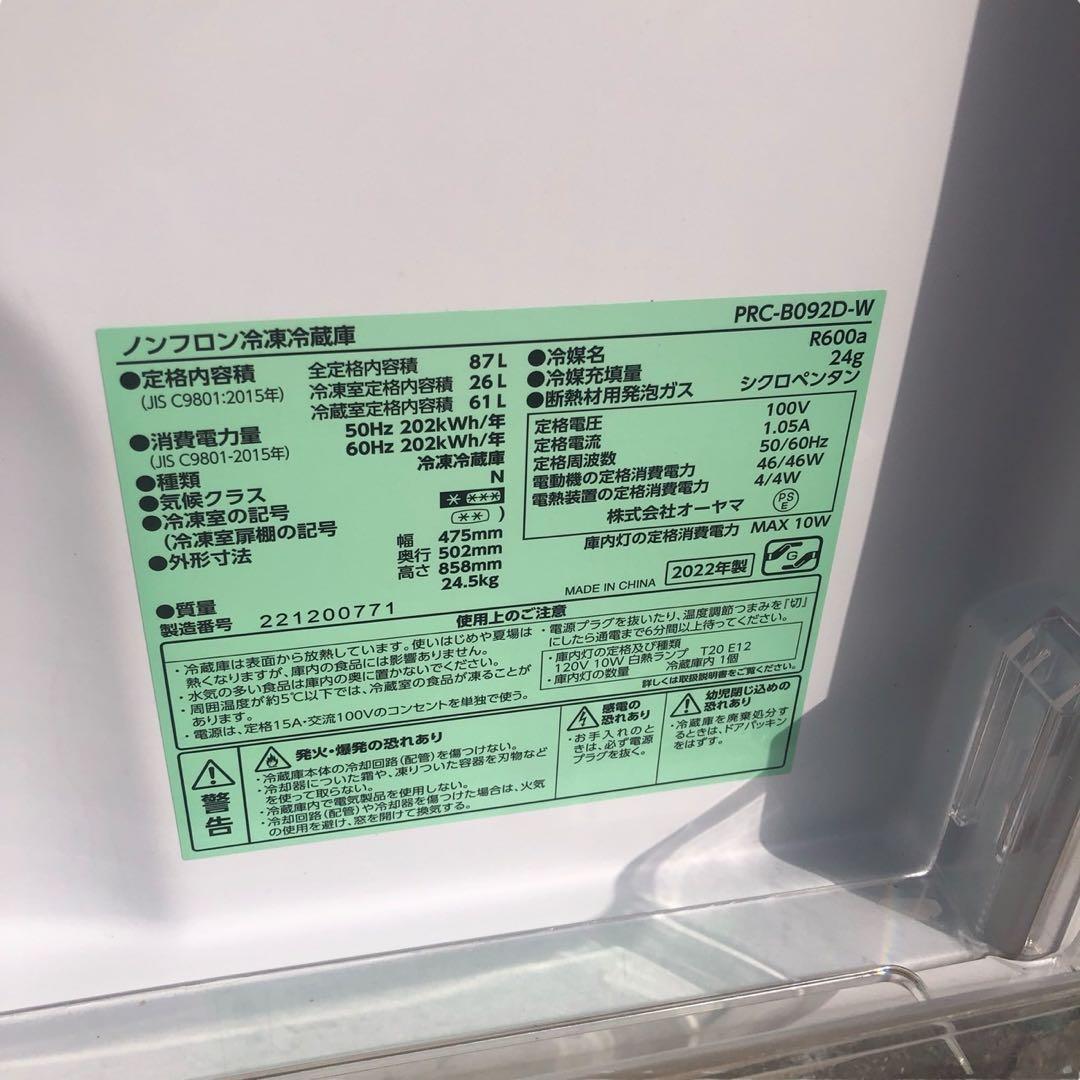 ノンフロン冷凍冷蔵庫 PRC-B092D-W
●定格内容積 全定格内容積 87L
(JIS C9801:2015年) 冷凍室定格内容積 26L
冷蔵室定格内容積 61L
●消費電力量 50Hz 202kWh/年
(JIS C9801-2015年) 60Hz 202kWh/年
●種類 冷凍冷蔵庫
●気候クラス N
●冷凍室の記号
(冷凍室扉棚の記号 )
●外形寸法 幅 475mm
奥行 502mm
高さ 858mm
●質量 24.5kg
製造番号 221200771
●冷媒名 R600a
●冷媒充填量 24g
●断熱材用発泡ガス シクロペンタン
定格電圧 100V
定格電流 1.05A
定格周波数 50/60Hz
電動機の定格消費電力 46/46W
電熱装置の定格消費電力 4/4W
株式会社オーヤマ PSE
庫内灯の定格消費電力 MAX 10W
MADE IN CHINA 2022年製 G
使用上のご注意
・冷蔵庫は表面から放熱しています。使いはじめや夏場は
熱くなりますが、庫内の食品には影響ありません。
・水気の多い食品は庫内の奥に置かないでください。
・周囲温度が約5℃以下では、冷蔵室の食品が凍ることが
あります。
・電源は、定格15A・交流100Vのコンセントを単独で使う。
・電源プラグを抜いたり、温度調節つまみを「切」
にしたら通電まで6分間以上待ってください。
・庫内灯の定格及び種類
120V 10W 白熱ランプ T20 E12
・庫内灯の数量 冷蔵庫内 1個
詳しくは取扱説明書をご覧ください。
警告
発火・爆発の恐れあり
・冷蔵庫本体の冷却回路(配管)を傷つけない。
・冷却器についた霜や、凍りついた容器を刃物など
を使って取らない。
・冷蔵庫内で電気製品を使用しない。
・冷却回路(配管)や冷却器を傷つけた場合は、火気
の使用を避け、窓を開けて換気する。
感電の
恐れあり
・お手入れのと
きは、必ず電源
プラグを抜く。
幼児閉じ込めの
恐れあり
・冷蔵庫を廃棄処分す
るときは、ドアパッキン
をはずす。